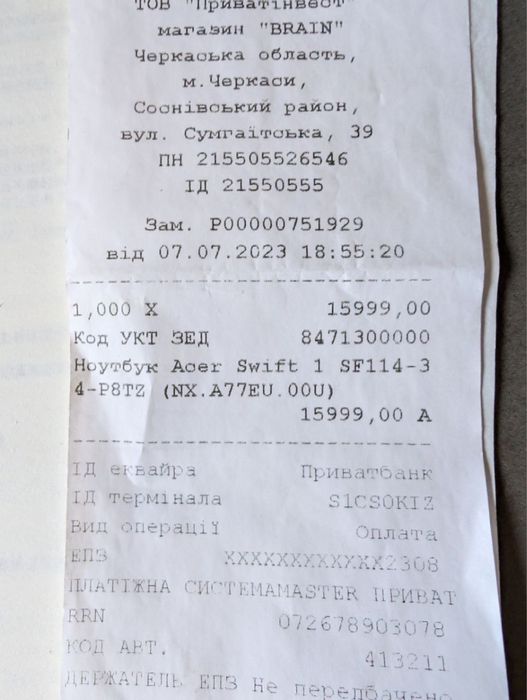 ТОВ "Приватінвест"
магазин "BRAIN"
Черкаська область,
м.Черкаси,
Соснівський район,
вул. Сумгаїтська, 39
ПН 215505526546
ІД 21550555
Зам. Р00000751929
від 07.07.2023 18:55:20
1,000 X 15999,00
Код УКТ ЗЕД 8471300000
Ноутбук Acer Swift 1 SF114-3
4-P8TZ (NX.A77EU.00U)
15999,00 А
ІД еквайра Приватбанк
ІД термінала S1CS0KIZ
Вид операції Оплата
ЕПЗ XXXXXXXXXXXX2308
ПЛАТІЖНА СИСТЕМАMASTER ПРИВАТ
RRN 072678903078
КОД АВТ. 413211
ДЕРЖАТЕЛЬ ЕПЗ Не передбачено